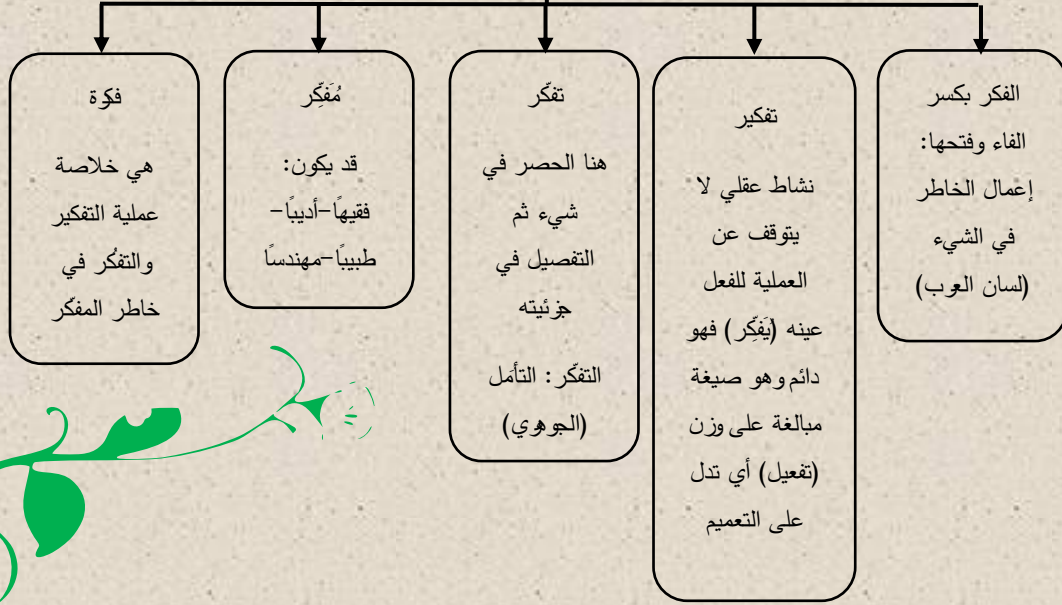 الفكر بكسر
الفاء وفتحها:
إعمال الخاطر
في الشيء
(لسان العرب)
تفكير
نشاط عقلي لا
يتوقف عن
العملية للفعل
عينه (يَفَكِّر) فهو
دائم وهو صيغة
مبالغة على وزن
(تفعيل) أي تدل
على التعميم
تفكّر
هنا الحصر في
شيء ثم
التفصيل في
جزئيته
التفكّر: التأمل
(الجوهري)
مُفَكِّر
قد يكون:
فقيهًا-أديبًا-
طبيبًا-مهندسًا
فكرة
هي خلاصة
عملية التفكير
والتفكُر في
خاطر المفكّر